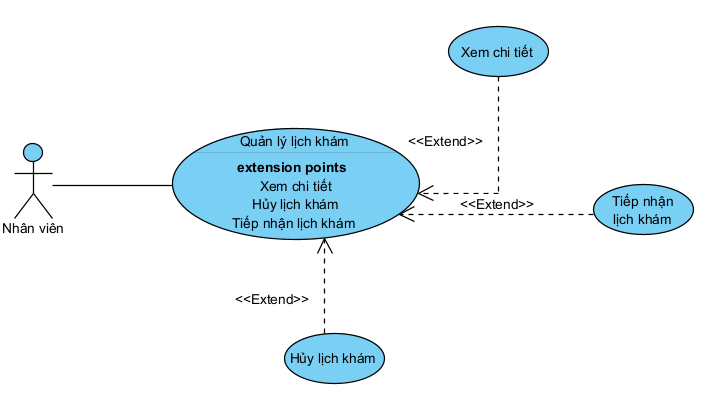 Xem chi tiết
<<Extend>>
Quản lý lịch khám
extension points
Xem chi tiết
Hủy lịch khám
Tiếp nhận lịch khám
<<Extend>>
Tiếp nhận
lịch khám
Nhân viên
<<Extend>>
Hủy lịch khám